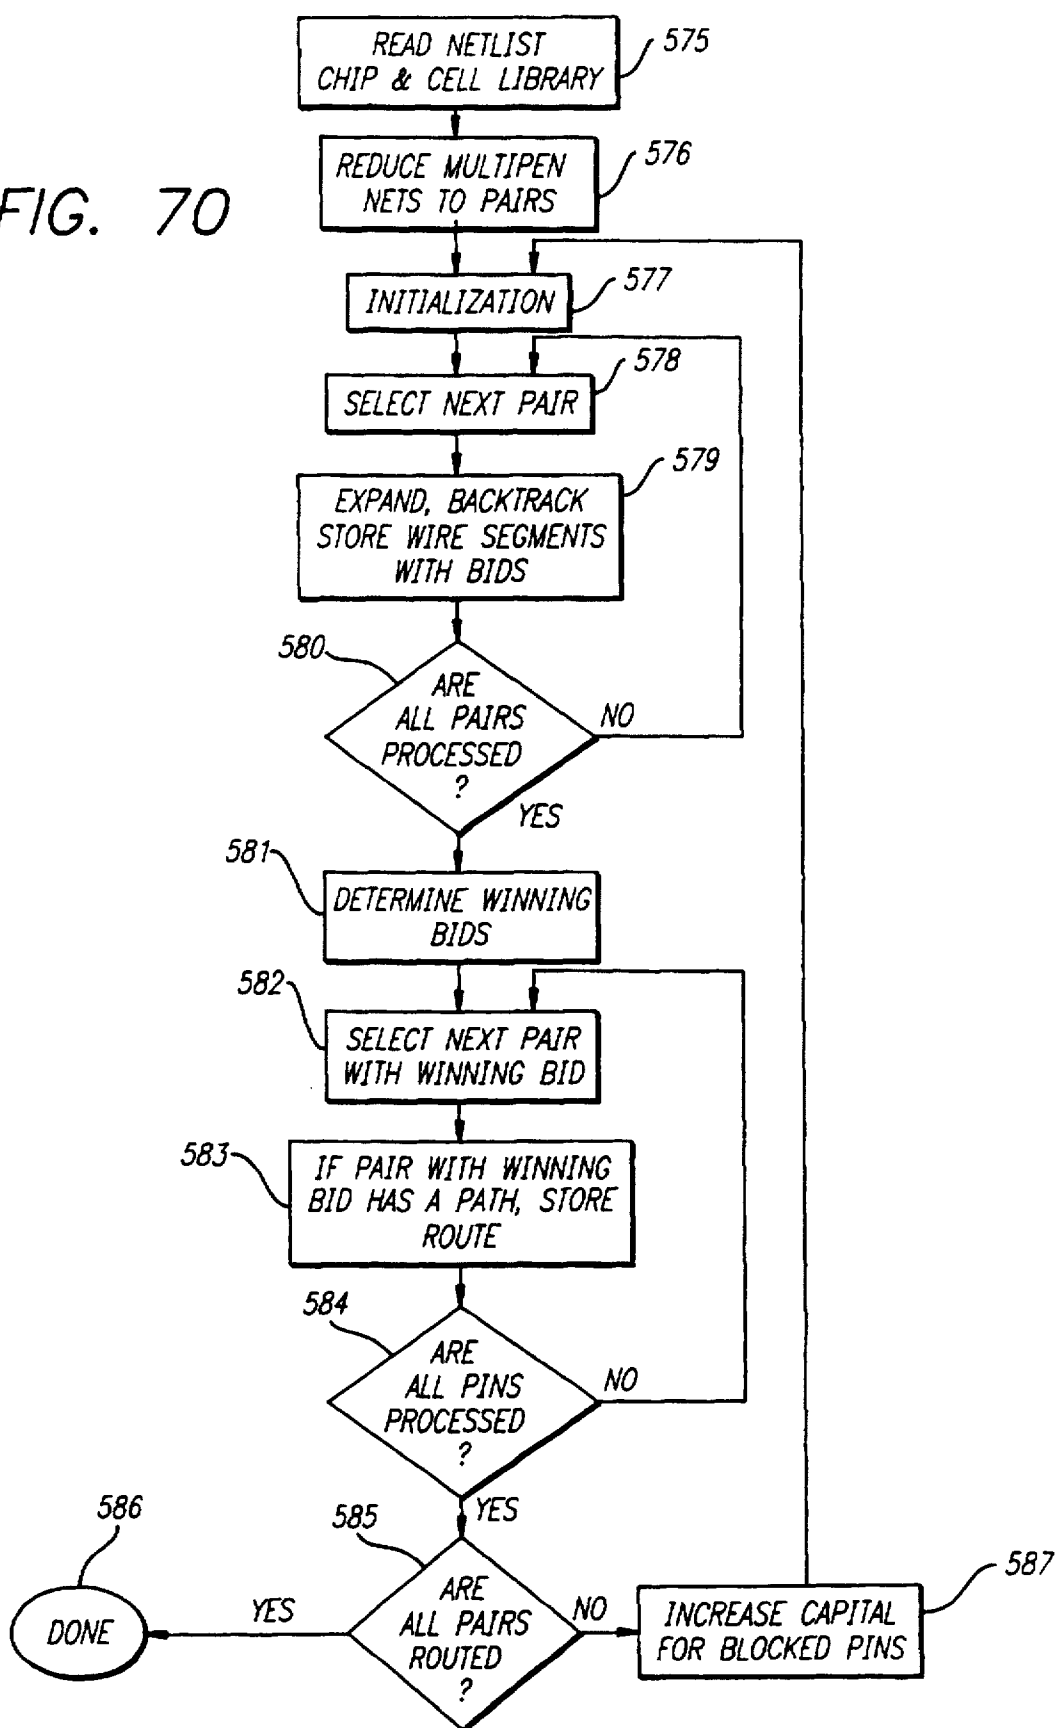 FIG. 70
READ NETLIST
CHIP & CELL LIBRARY
575
REDUCE MULTIPEN
NETS TO PAIRS
576
INITIALIZATION
577
SELECT NEXT PAIR
578
EXPAND, BACKTRACK
STORE WIRE SEGMENTS
WITH BIDS
579
580
ARE
ALL PAIRS
PROCESSED
?
NO
YES
581
DETERMINE WINNING
BIDS
582
SELECT NEXT PAIR
WITH WINNING BID
583
IF PAIR WITH WINNING
BID HAS A PATH, STORE
ROUTE
584
ARE
ALL PINS
PROCESSED
?
NO
YES
585
ARE
ALL PAIRS
ROUTED
?
YES
586
DONE
NO
587
INCREASE CAPITAL
FOR BLOCKED PINS